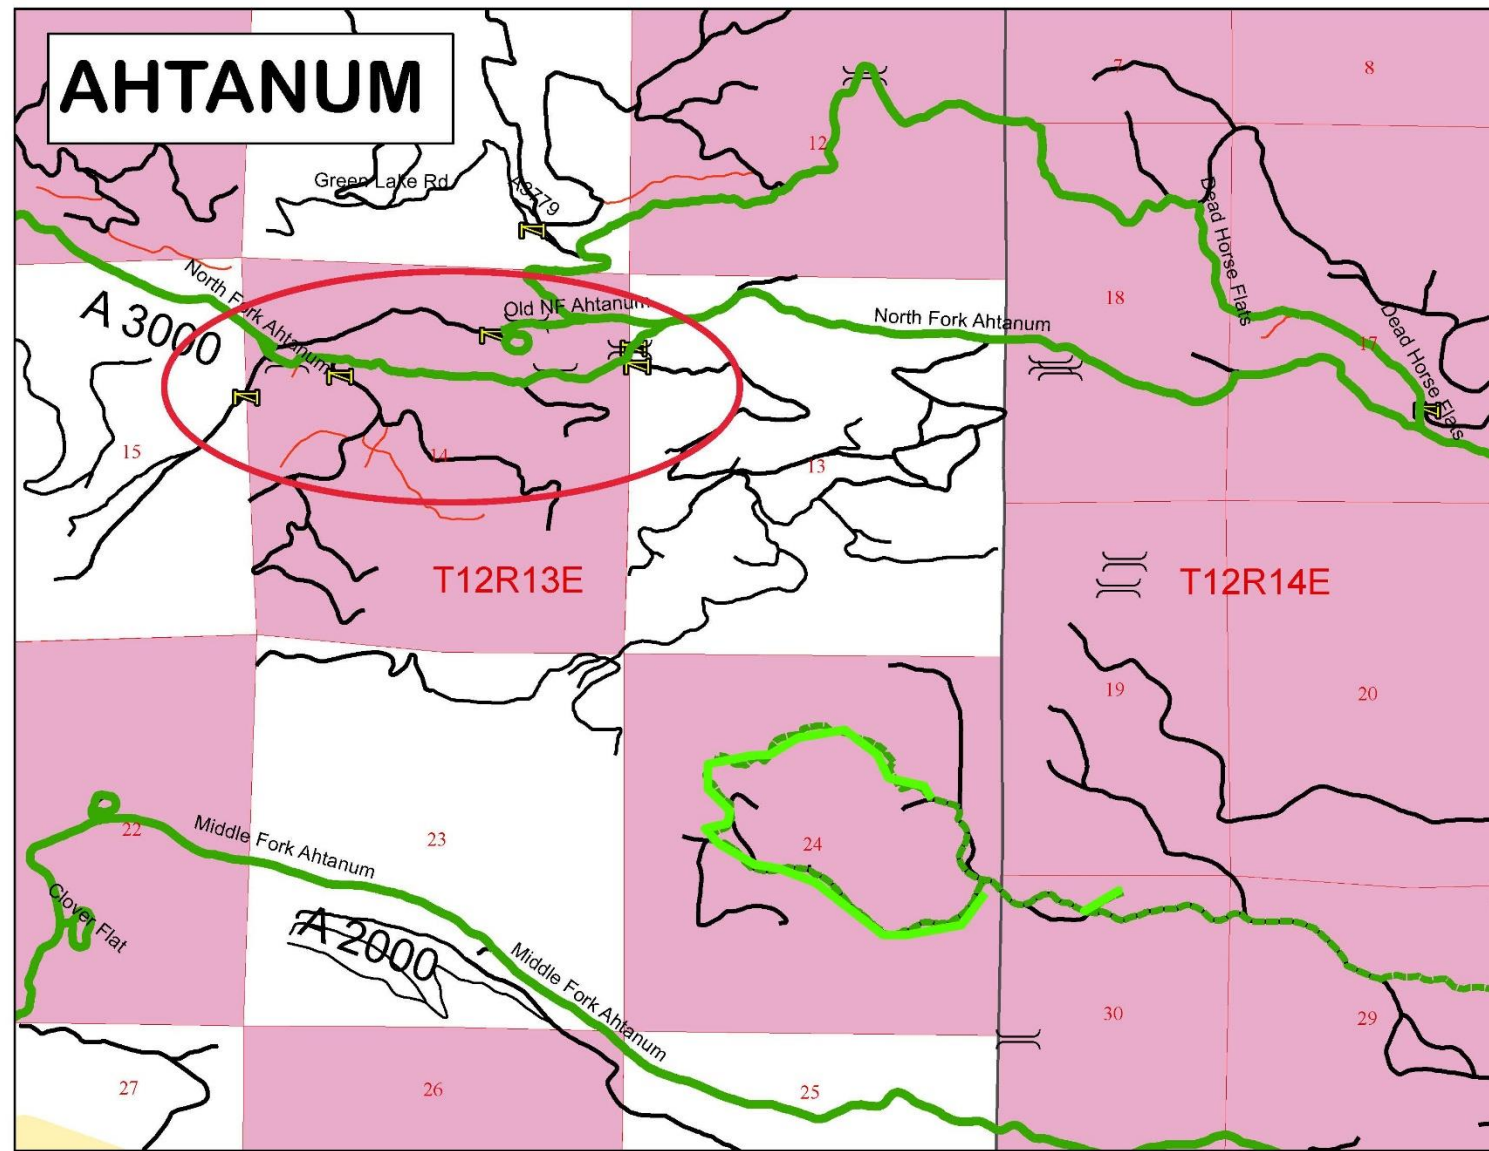 AHTANUM
7
8
12
Green Lake Rd
A3779
Dead Horse Flats
North Fork Ahtanum
Old NF Ahtanum
A 3000
North Fork Ahtanum
18
17
Dead Horse Flats
15
14
13
T12R13E
T12R14E
19
20
22
Middle Fork Ahtanum
23
24
Clover Flat
A 2000
Middle Fork Ahtanum
30
29
27
26
25